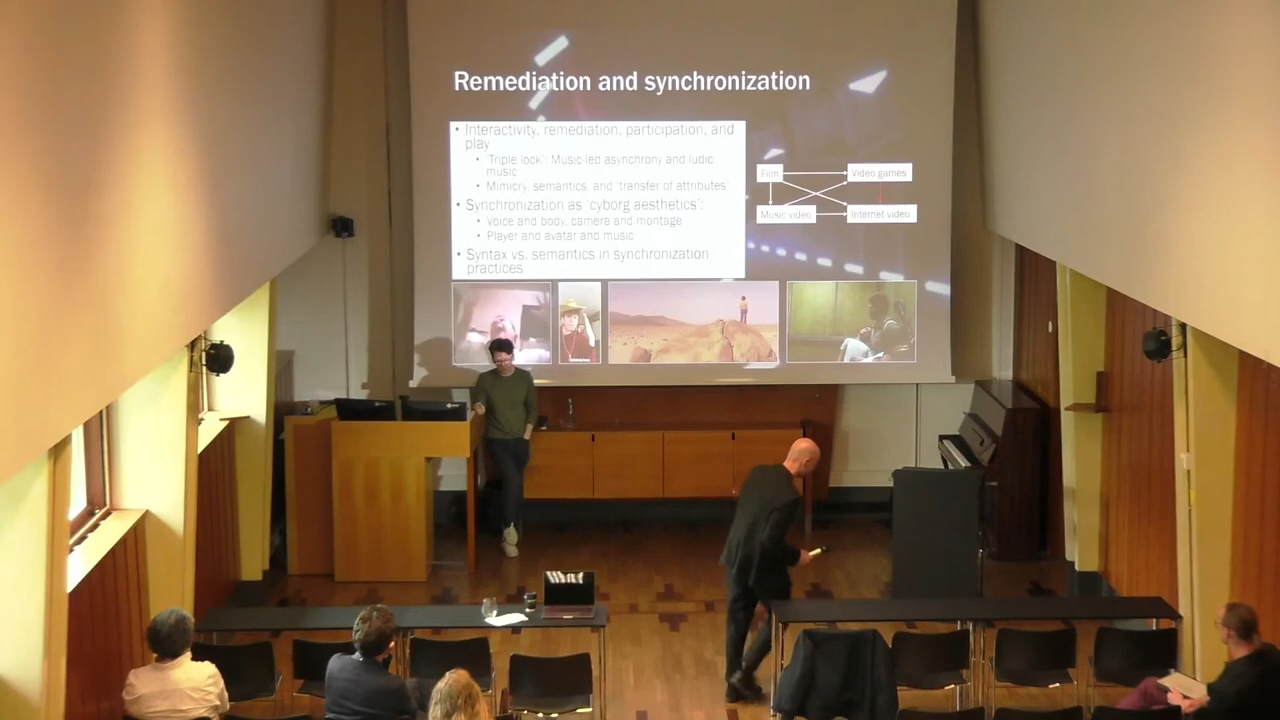 Remediation and synchronization
• Interactivity, remediation, participation, and
play
• 'Triple lock': Music-led asynchrony and ludic
music
• Mimicry, semantics, and 'transfer of attributes'
• Synchronization as 'cyborg aesthetics':
• Voice and body, camera and montage
• Player and avatar and music
• Syntax vs. semantics in synchronization
practices
Film
Video games
Music video
Internet video